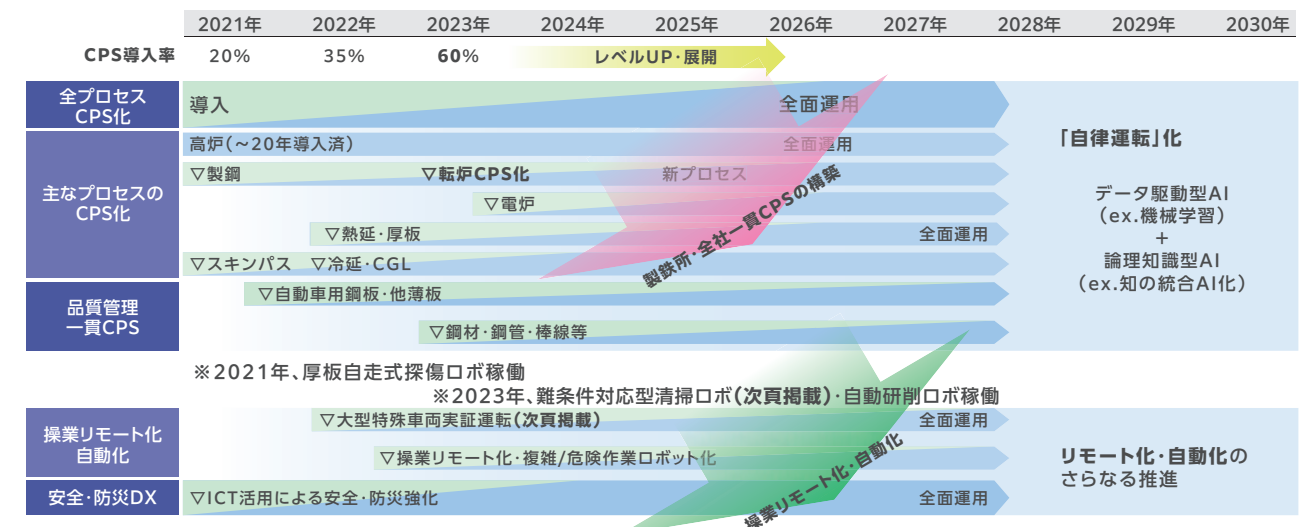 2021年 2022年 2023年 2024年 2025年 2026年 2027年 2028年 2029年 2030年
CPS導入率 20% 35% 60% レベルUP・展開
全プロセス
CPS化
導入 全面運用
主なプロセスの
CPS化
高炉(～20年導入済) 全面運用
▽製鋼 ▽転炉CPS化 新プロセス
▽電炉
▽熱延・厚板 全面運用
▽スキンパス ▽冷延・CGL
製鉄所・全社一貫CPSの構築
品質管理
一貫CPS
▽自動車用鋼板・他薄板
▽鋼材・鋼管・棒線等
「自律運転」化
データ駆動型AI
(ex.機械学習)
+
論理知識型AI
(ex.知の統合AI化)
※2021年、厚板自走式探傷ロボ稼働
※2023年、難条件対応型清掃ロボ(次頁掲載)・自動研削ロボ稼働
操業リモート化
自動化
▽大型特殊車両実証運転(次頁掲載) 全面運用
▽操業リモート化・複雑/危険作業ロボット化
操業リモート化・自動化
安全・防災DX
▽ICT活用による安全・防災強化 全面運用
リモート化・自動化の
さらなる推進